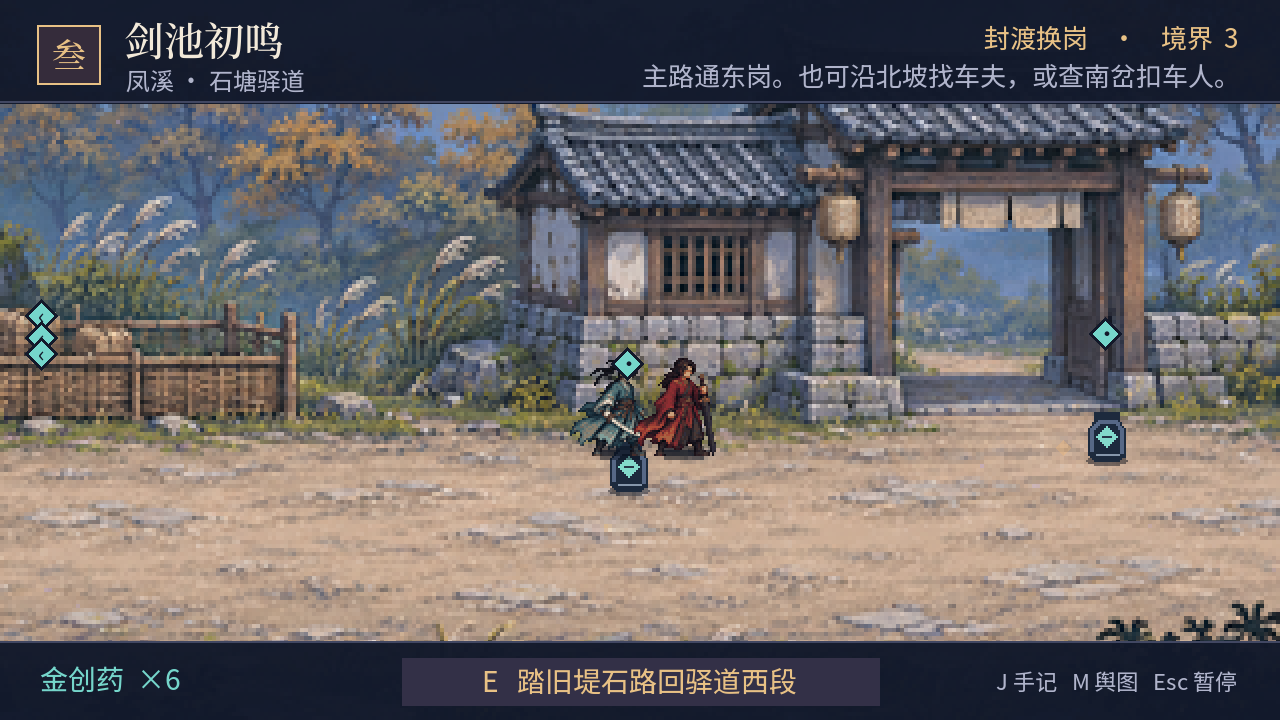 叁
剑池初鸣
凤溪 • 石塘驿道
封渡换岗 • 境界 3
主路通东岗。也可沿北坡找车夫，或查南岔扣车人。
金创药 ×6
E 踏旧堤石路回驿道西段
J 手记 M 舆图 Esc 暂停